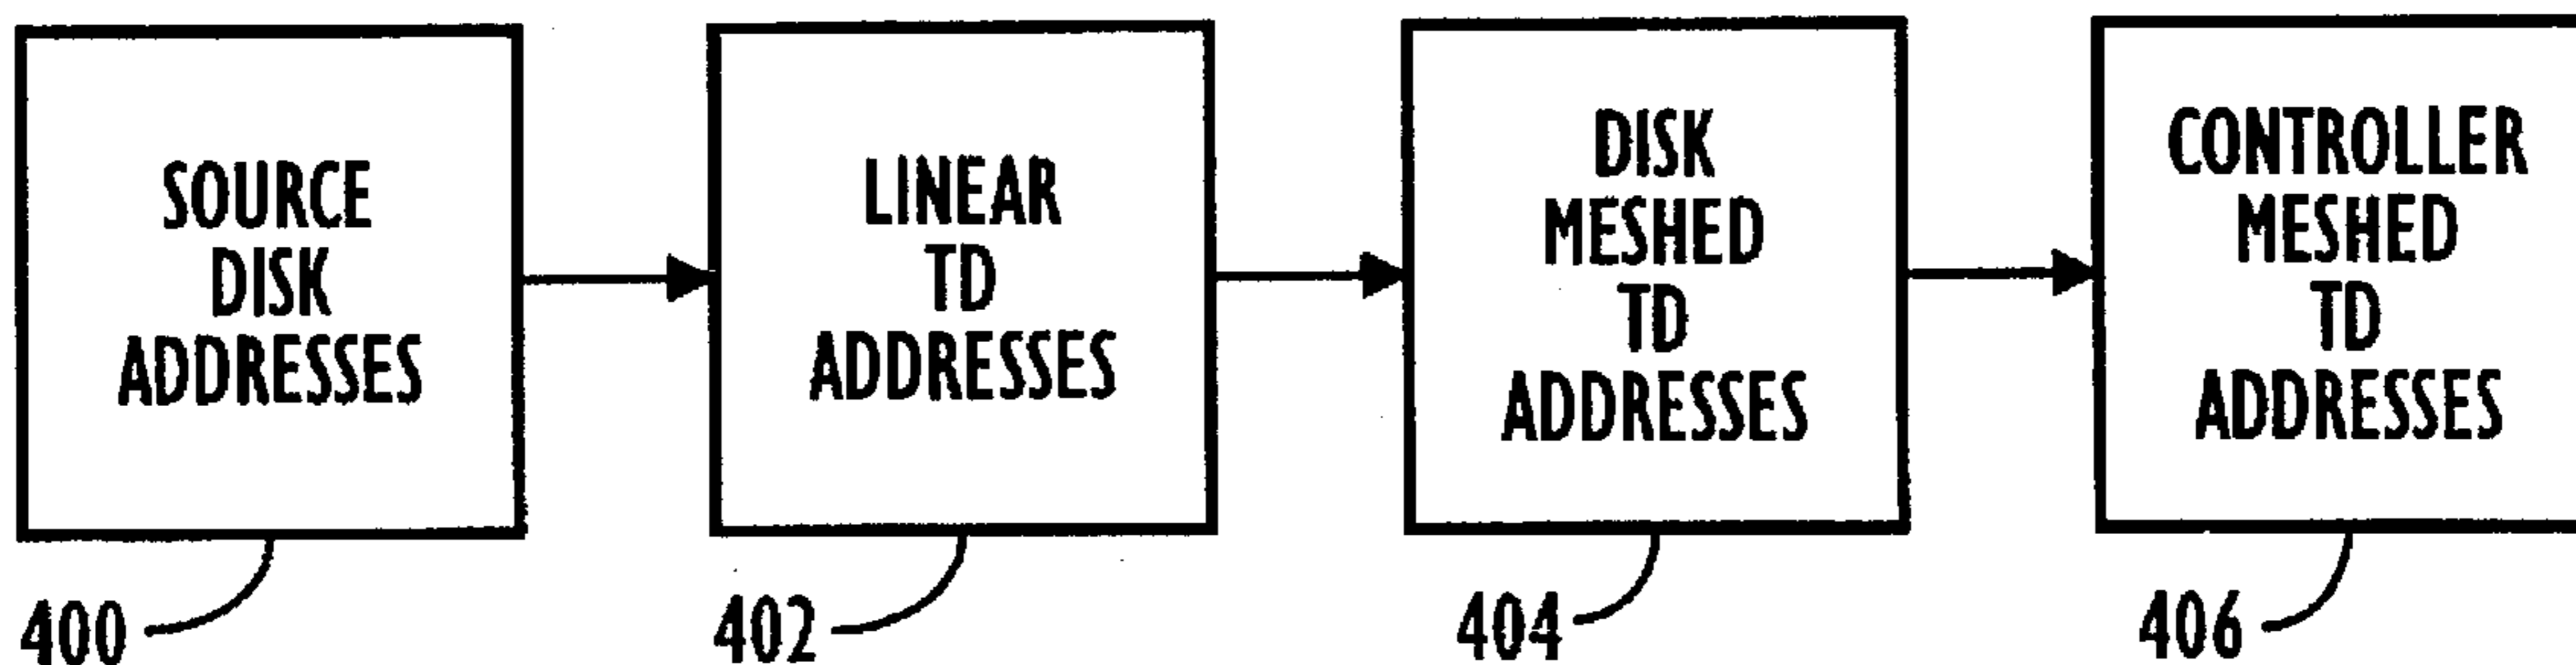 SOURCE
DISK
ADDRESSES
LINEAR
TD
ADDRESSES
DISK
MESHED
TD
ADDRESSES
CONTROLLER
MESHED
TD
ADDRESSES
400
402
404
406